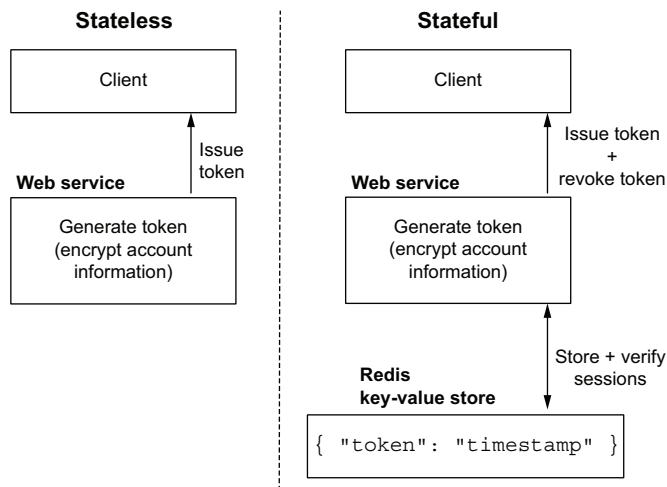 Stateless
Client
Issue
token
Web service
Generate token
(encrypt account
information)
Stateful
Client
Issue token
+
revoke token
Web service
Generate token
(encrypt account
information)
Store + verify
sessions
Redis
key-value store
{ "token": "timestamp" }